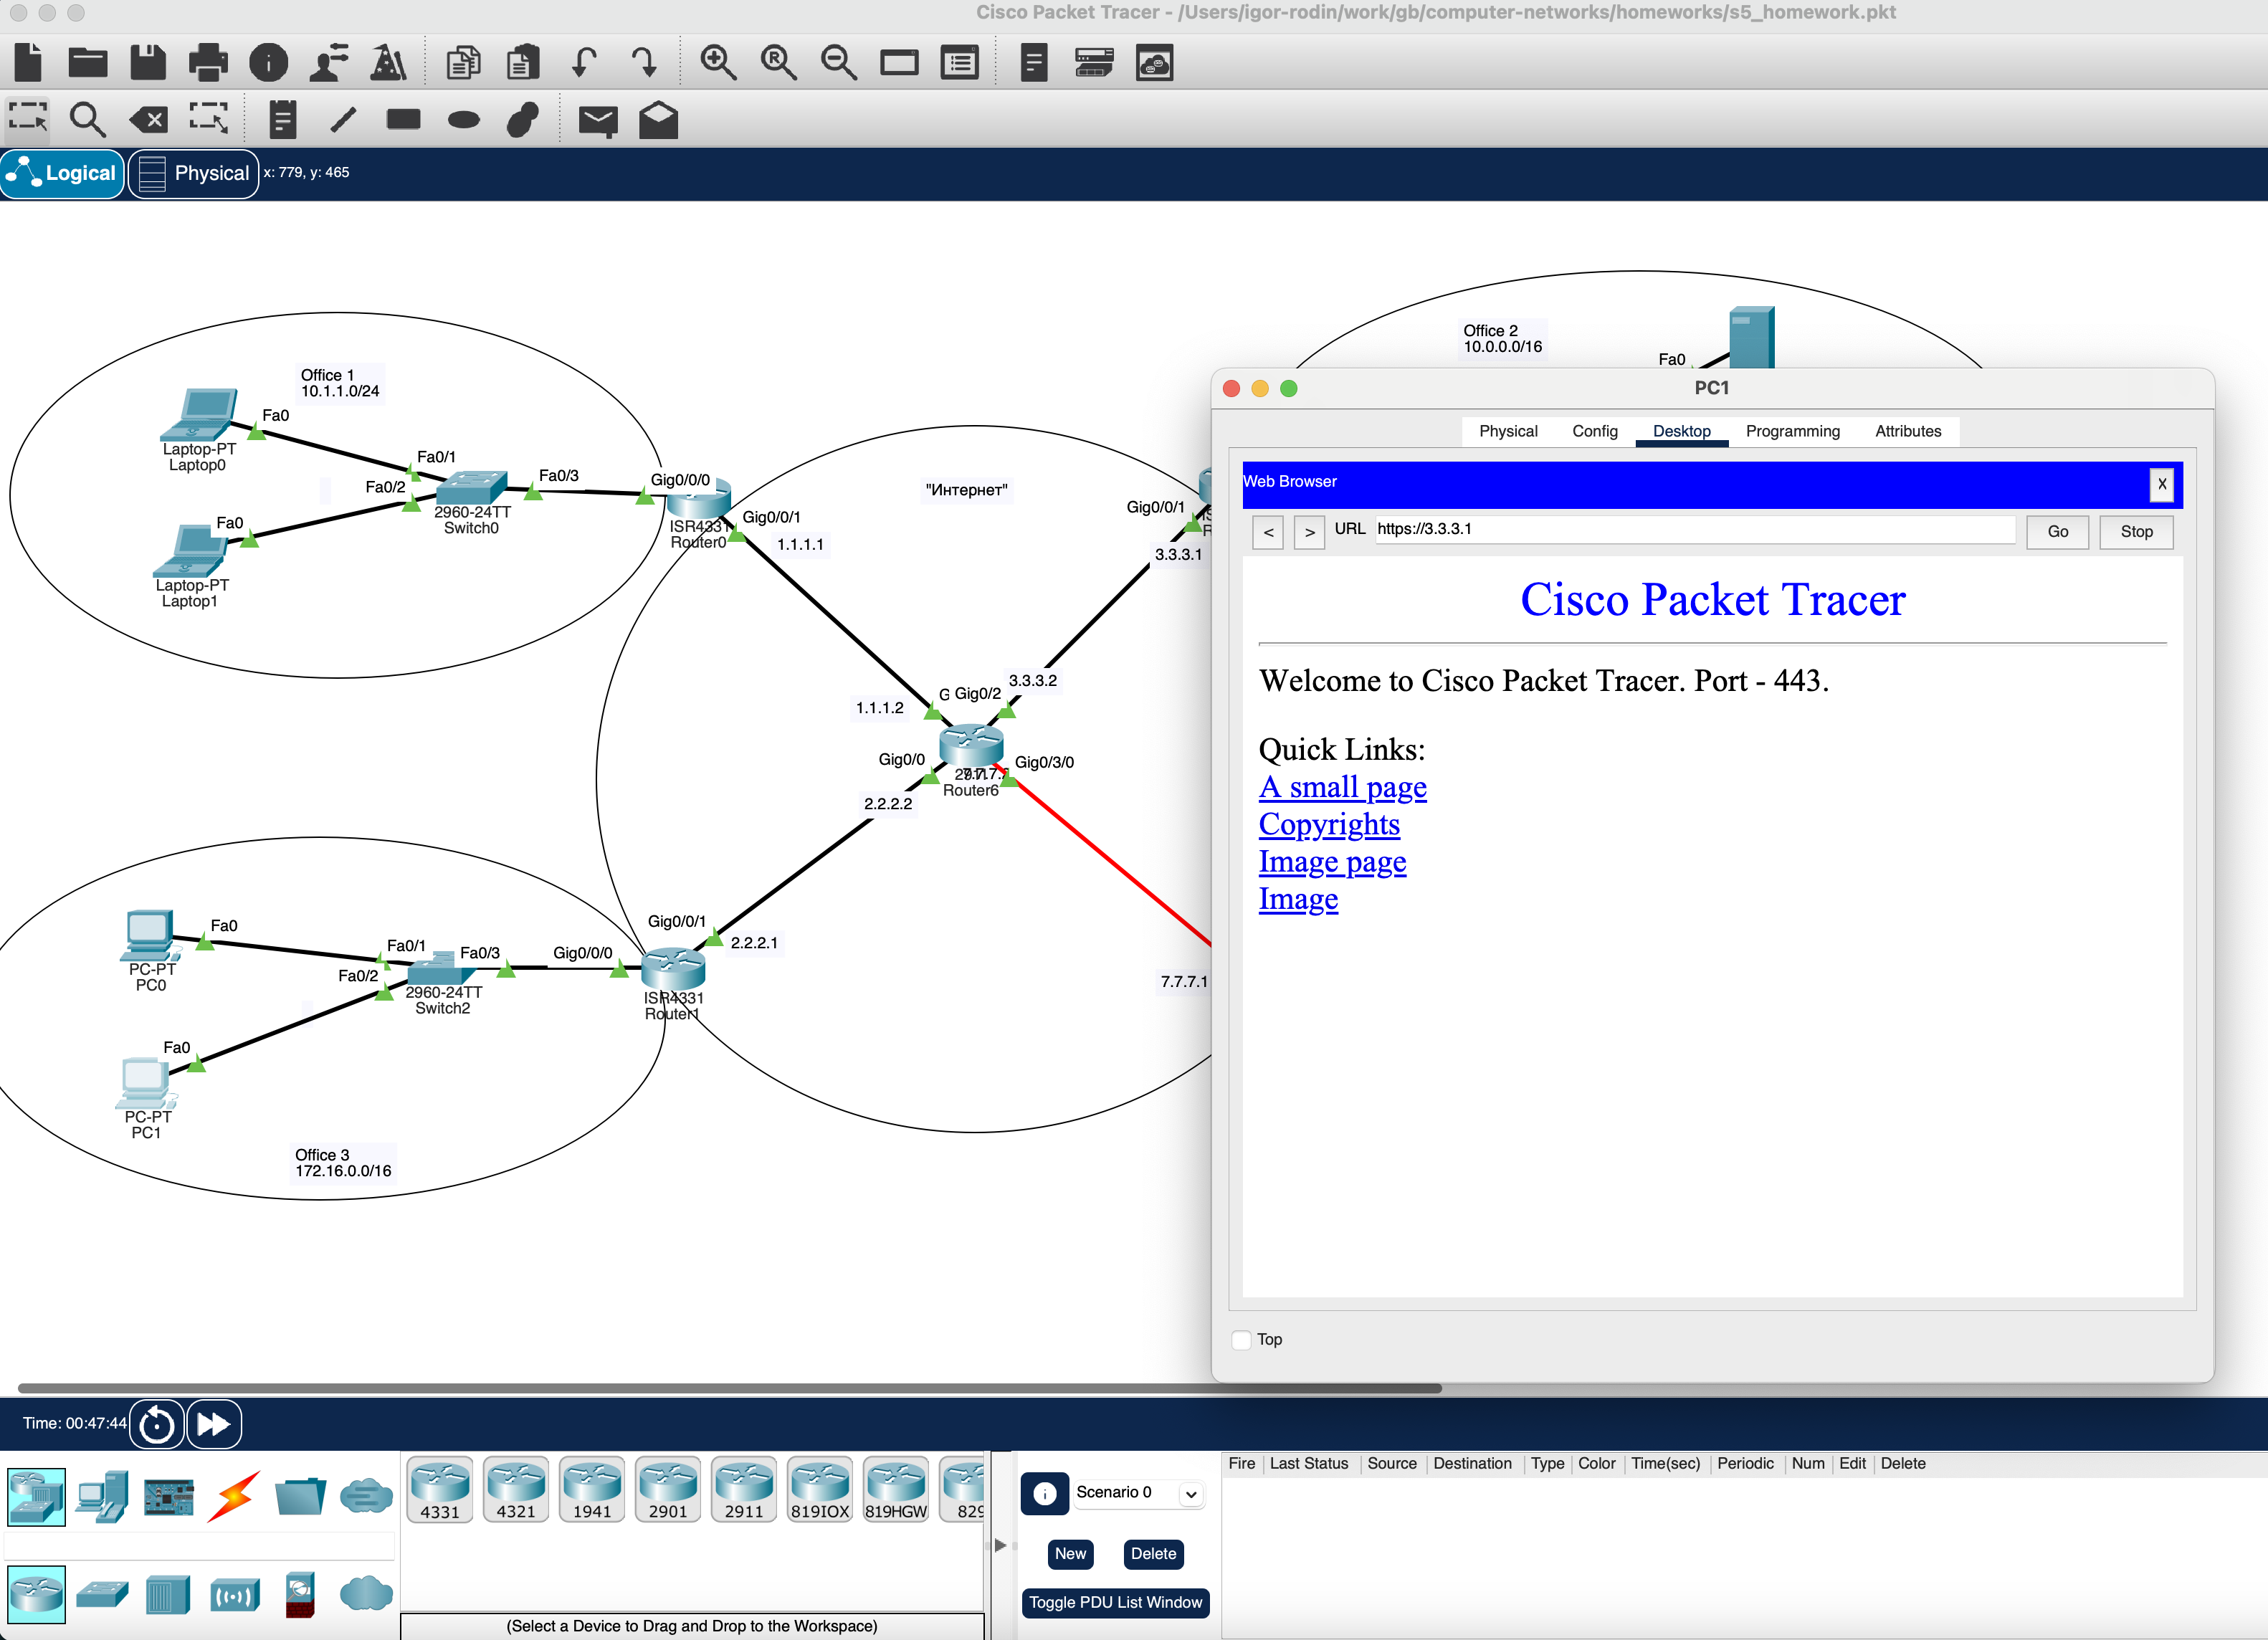 Cisco Packet Tracer - /Users/igor-rodin/work/gb/computer-networks/homeworks/s5_homework.pkt
Logical
Physical
x: 779, y: 465
Office 1
10.1.1.0/24
Fa0
Laptop-PT
Laptop0
Fa0/1
Fa0/2
Fa0/3
2960-24TT
Switch0
Fa0
Laptop-PT
Laptop1
Gig0/0/0
ISR4331
Router0
Gig0/0/1
1.1.1.1
"Интернет"
Office 2
10.0.0.0/16
Fa0
Gig0/0/1
3.3.3.1
3.3.3.2
Gig0/2
1.1.1.2
Gig0/0
Gig0/3/0
Router6
2.2.2.2
7.7.7.1
Gig0/0/1
2.2.2.1
Gig0/0/0
ISR4331
Router1
Fa0
PC-PT
PC0
Fa0/1
Fa0/2
Fa0/3
2960-24TT
Switch2
Fa0
PC-PT
PC1
Office 3
172.16.0.0/16
PC1
Physical
Config
Desktop
Programming
Attributes
Web Browser
X
<
>
URL
https://3.3.3.1
Go
Stop
Cisco Packet Tracer
Welcome to Cisco Packet Tracer. Port - 443.
Quick Links:
A small page
Copyrights
Image page
Image
Top
Time: 00:47:44
4331
4321
1941
2901
2911
819IOX
819HGW
829
(Select a Device to Drag and Drop to the Workspace)
Scenario 0
New
Delete
Toggle PDU List Window
Fire
Last Status
Source
Destination
Type
Color
Time(sec)
Periodic
Num
Edit
Delete